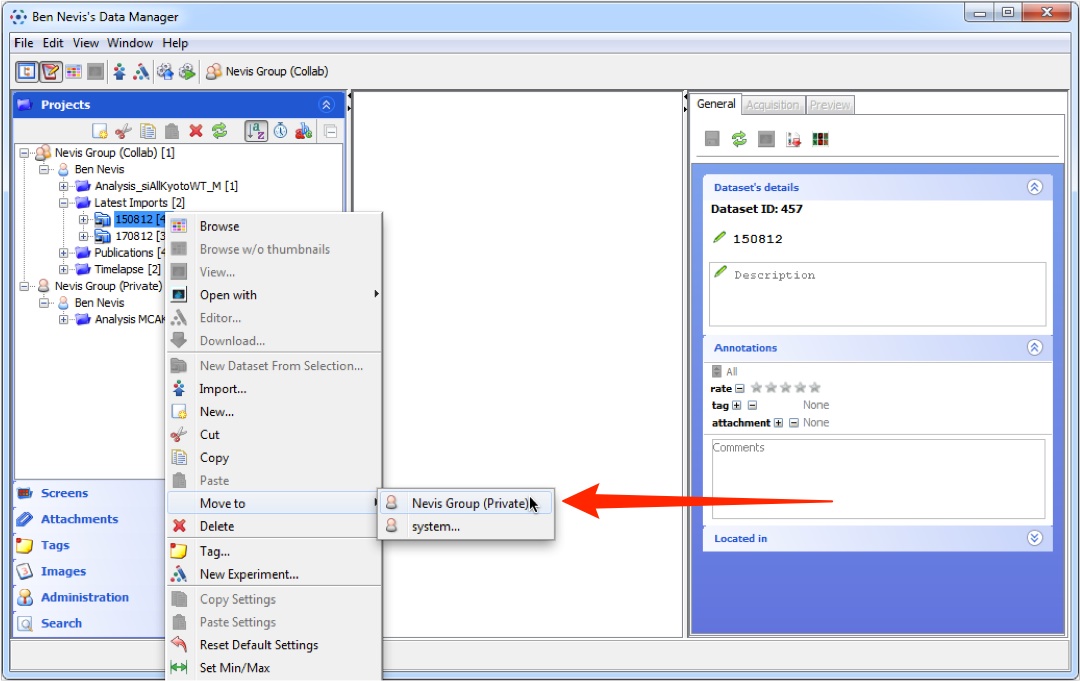 Ben Nevis's Data Manager
File Edit View Window Help
Nevis Group (Collab)
Projects
Nevis Group (Collab) [1]
Ben Nevis
Analysis_siAllKyotoWT_M [1]
Latest Imports [2]
150812 [4
170812 [3
Publications [4
Timelapse [2]
Nevis Group (Private)
Ben Nevis
Analysis MCAK
Screens
Attachments
Tags
Images
Administration
Search
Browse
Browse w/o thumbnails
View...
Open with
Editor...
Download...
New Dataset From Selection...
Import...
New...
Cut
Copy
Paste
Move to
Delete
Tag...
New Experiment...
Copy Settings
Paste Settings
Reset Default Settings
Set Min/Max
Nevis Group (Private)
system...
General Acquisition Preview
Dataset's details
Dataset ID: 457
150812
Description
Annotations
All
rate
tag None
attachment None
Comments
Located in